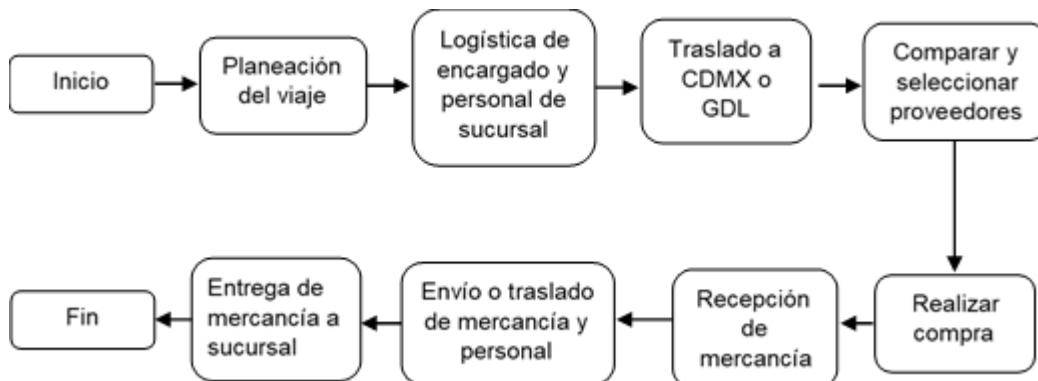 Inicio
Planeación
del viaje
Logística de
encargado y
personal de
sucursal
Traslado a
CDMX o
GDL
Comparar y
seleccionar
proveedores
Realizar
compra
Recepción
de
mercancía
Envío o traslado
de mercancía y
personal
Entrega de
mercancía a
sucursal
Fin